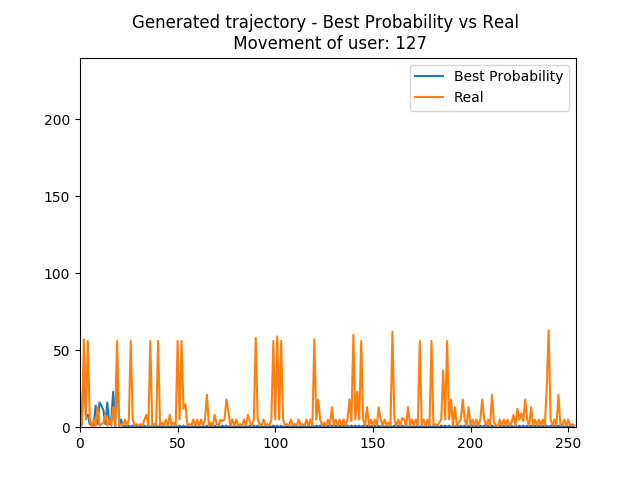 Generated trajectory - Best Probability vs Real
Movement of user: 127
Best Probability
Real
200
150
100
50
0
0 50 100 150 200 250